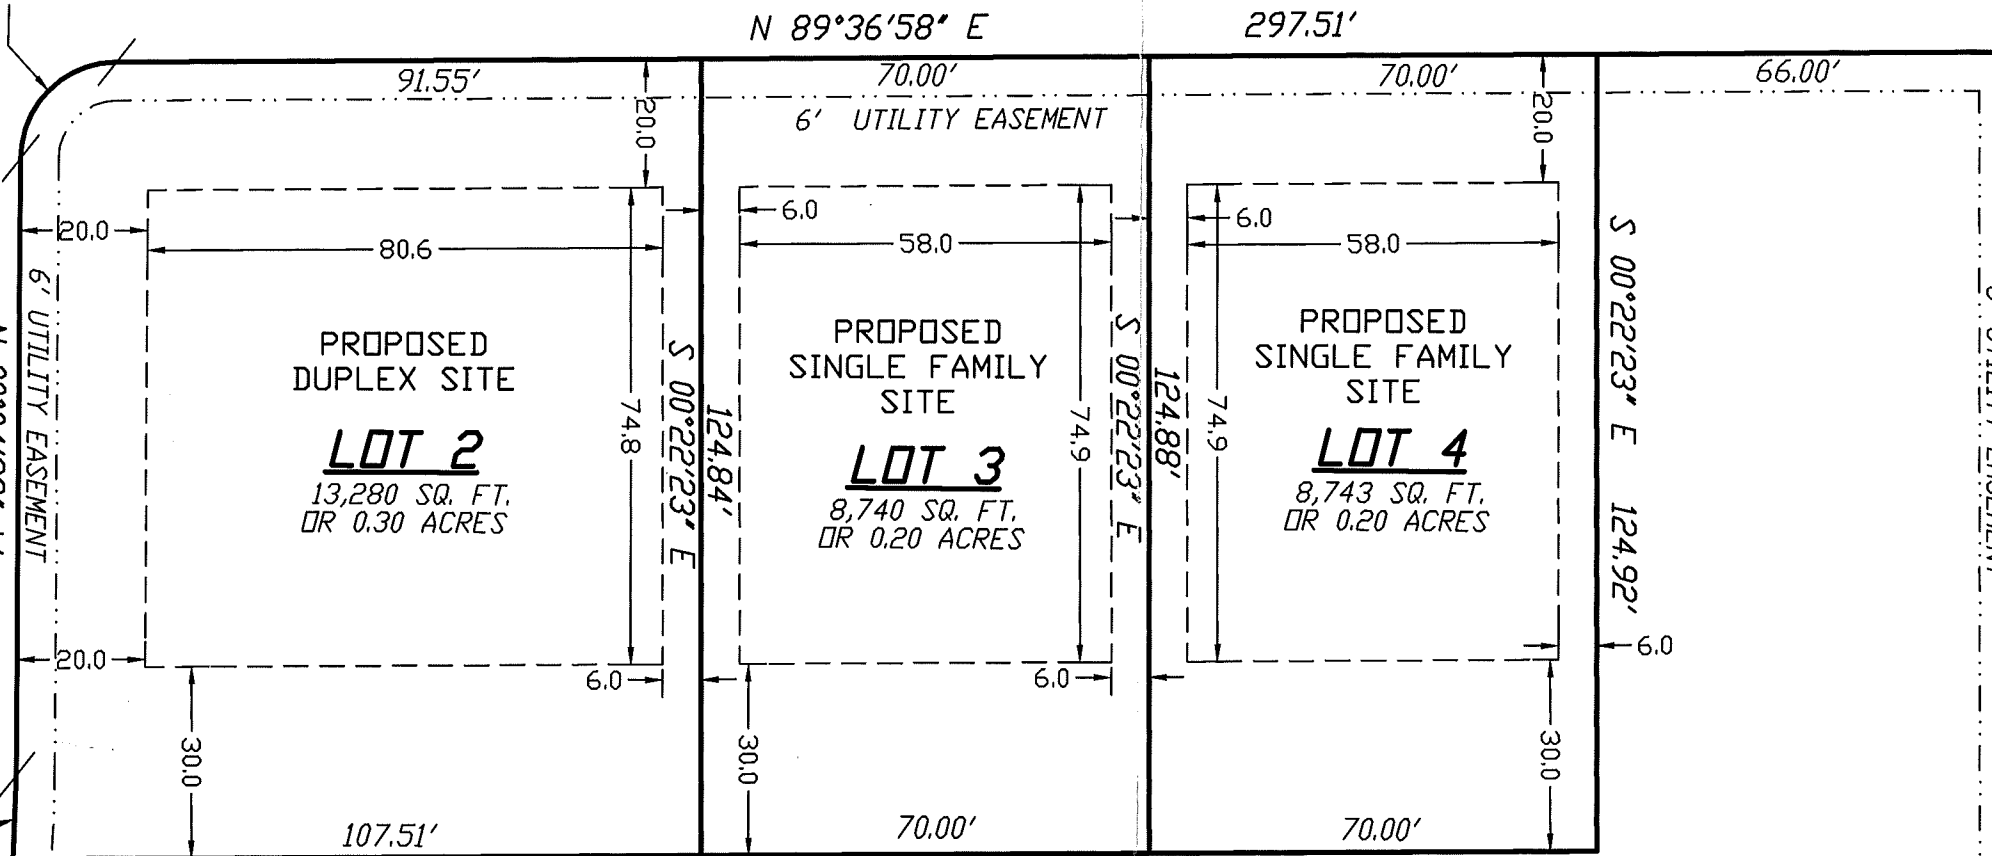 N 89°36'58" E 297.51'
91.55' 70.00' 70.00' 66.00'
6' UTILITY EASEMENT
20.0
20.0
20.0
80.6
6.0
58.0
6.0
58.0
6' UTILITY EASEMENT
PROPOSED
DUPLEX SITE
LOT 2
13,280 SQ. FT.
OR 0.30 ACRES
74.8
S 00°22'23" E 124.84'
PROPOSED
SINGLE FAMILY
SITE
LOT 3
8,740 SQ. FT.
OR 0.20 ACRES
74.9
S 00°22'23" E 124.88'
74.9
PROPOSED
SINGLE FAMILY
SITE
LOT 4
8,743 SQ. FT.
OR 0.20 ACRES
S 00°22'23" E 124.92'
20.0
6.0
6.0
6.0
30.0
30.0
30.0
107.51'
70.00'
70.00'